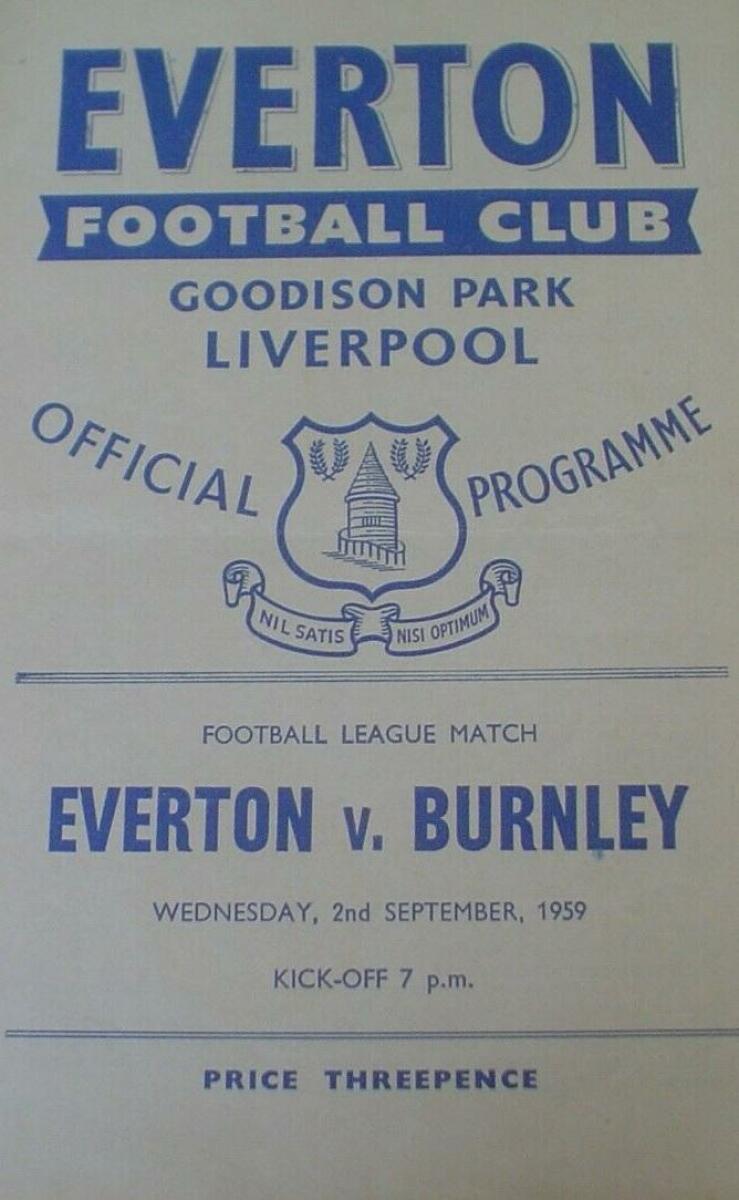 EVERTON
FOOTBALL CLUB
GOODISON PARK
LIVERPOOL
OFFICIAL PROGRAMME
NIL SATIS NISI OPTIMUM
FOOTBALL LEAGUE MATCH
EVERTON v. BURNLEY
WEDNESDAY, 2nd SEPTEMBER, 1959
KICK-OFF 7 p.m.
PRICE THREEPENCE